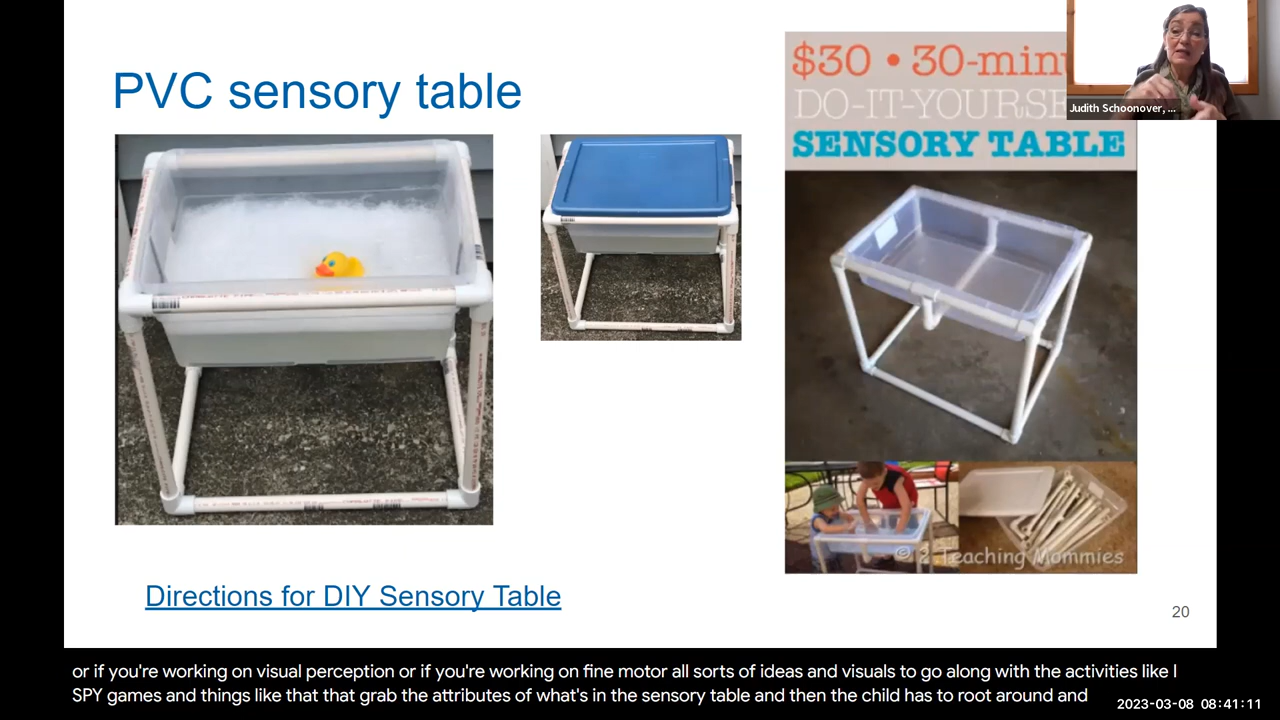 PVC sensory table
$30 • 30-minu
DO-IT-YOURSE
SENSORY TABLE
Judith Schoonover, ...
© 2 Teaching Mommies
Directions for DIY Sensory Table
20
or if you're working on visual perception or if you're working on fine motor all sorts of ideas and visuals to go along with the activities like I
SPY games and things like that that grab the attributes of what's in the sensory table and then the child has to root around and
2023-03-08 08:41:11